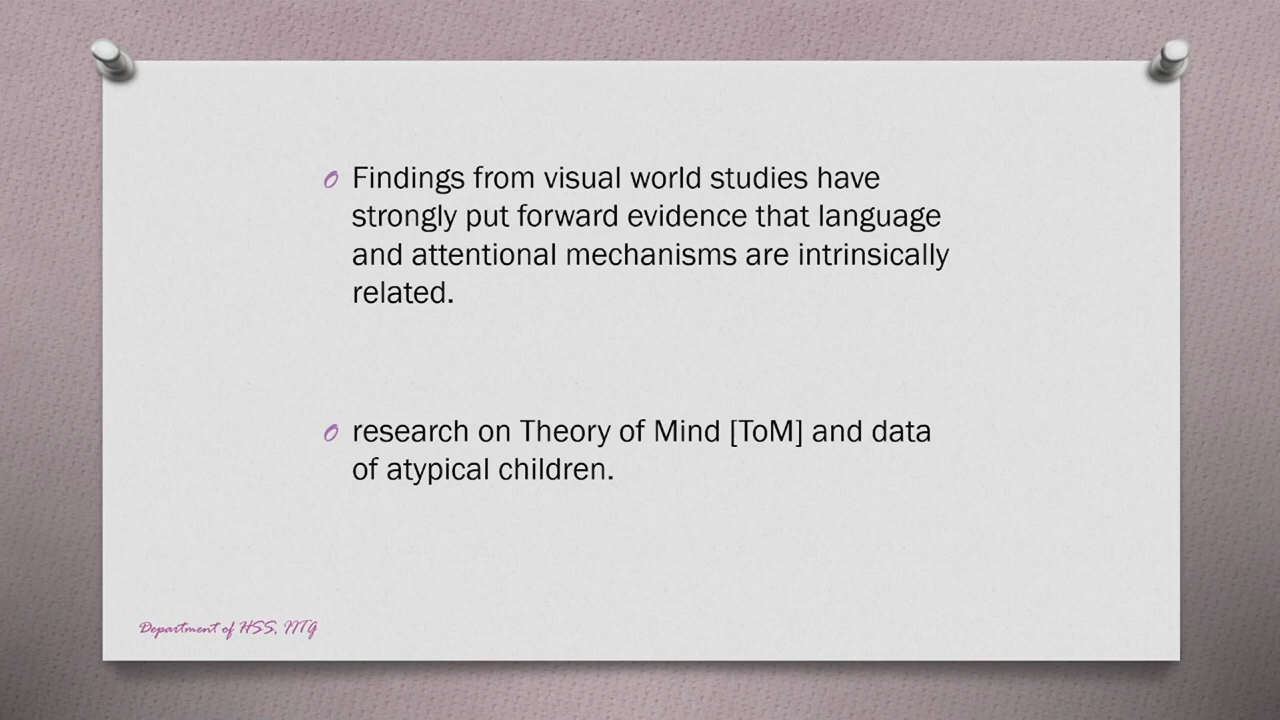 Findings from visual world studies have
strongly put forward evidence that language
and attentional mechanisms are intrinsically
related.
research on Theory of Mind [ToM] and data
of atypical children.
Department of HSS, IITG